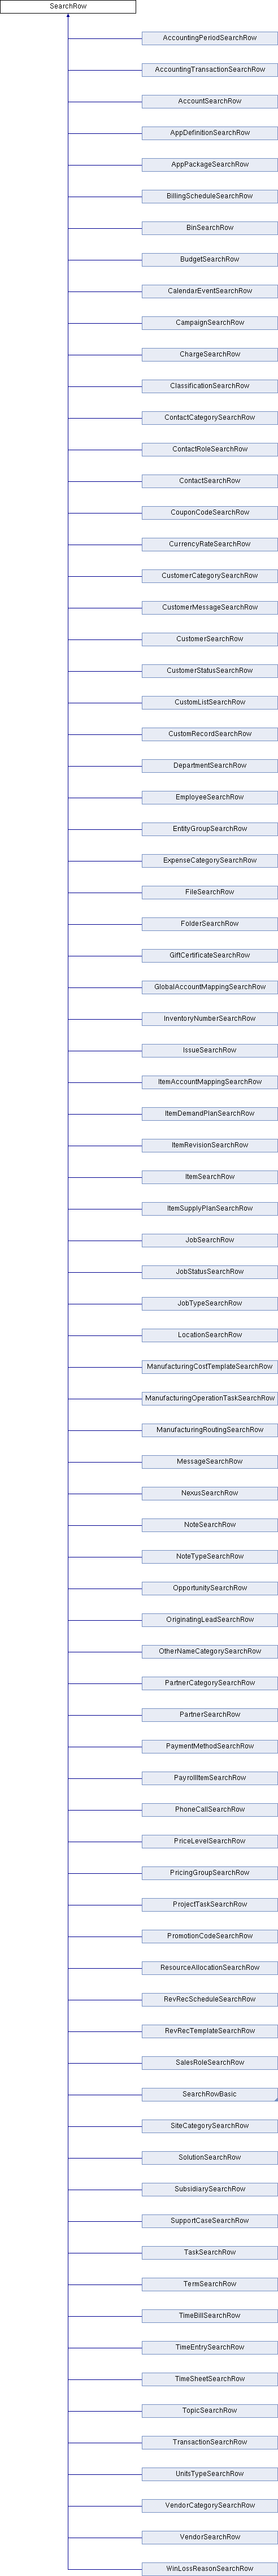 SearchRow
AccountingPeriodSearchRow
AccountingTransactionSearchRow
AccountSearchRow
AppDefinitionSearchRow
AppPackageSearchRow
BillingScheduleSearchRow
BinSearchRow
BudgetSearchRow
CalendarEventSearchRow
CampaignSearchRow
ChargeSearchRow
ClassificationSearchRow
ContactCategorySearchRow
ContactRoleSearchRow
ContactSearchRow
CouponCodeSearchRow
CurrencyRateSearchRow
CustomerCategorySearchRow
CustomerMessageSearchRow
CustomerSearchRow
CustomerStatusSearchRow
CustomListSearchRow
CustomRecordSearchRow
DepartmentSearchRow
EmployeeSearchRow
EntityGroupSearchRow
ExpenseCategorySearchRow
FileSearchRow
FolderSearchRow
GiftCertificateSearchRow
GlobalAccountMappingSearchRow
InventoryNumberSearchRow
IssueSearchRow
ItemAccountMappingSearchRow
ItemDemandPlanSearchRow
ItemRevisionSearchRow
ItemSearchRow
ItemSupplyPlanSearchRow
JobSearchRow
JobStatusSearchRow
JobTypeSearchRow
LocationSearchRow
ManufacturingCostTemplateSearchRow
ManufacturingOperationTaskSearchRow
ManufacturingRoutingSearchRow
MessageSearchRow
NexusSearchRow
NoteSearchRow
NoteTypeSearchRow
OpportunitySearchRow
OriginatingLeadSearchRow
OtherNameCategorySearchRow
PartnerCategorySearchRow
PartnerSearchRow
PaymentMethodSearchRow
PayrollItemSearchRow
PhoneCallSearchRow
PriceLevelSearchRow
PricingGroupSearchRow
ProjectTaskSearchRow
PromotionCodeSearchRow
ResourceAllocationSearchRow
RevRecScheduleSearchRow
RevRecTemplateSearchRow
SalesRoleSearchRow
SearchRowBasic
SiteCategorySearchRow
SolutionSearchRow
SubsidiarySearchRow
SupportCaseSearchRow
TaskSearchRow
TermSearchRow
TimeBillSearchRow
TimeEntrySearchRow
TimeSheetSearchRow
TopicSearchRow
TransactionSearchRow
UnitsTypeSearchRow
VendorCategorySearchRow
VendorSearchRow
WinLossReasonSearchRow